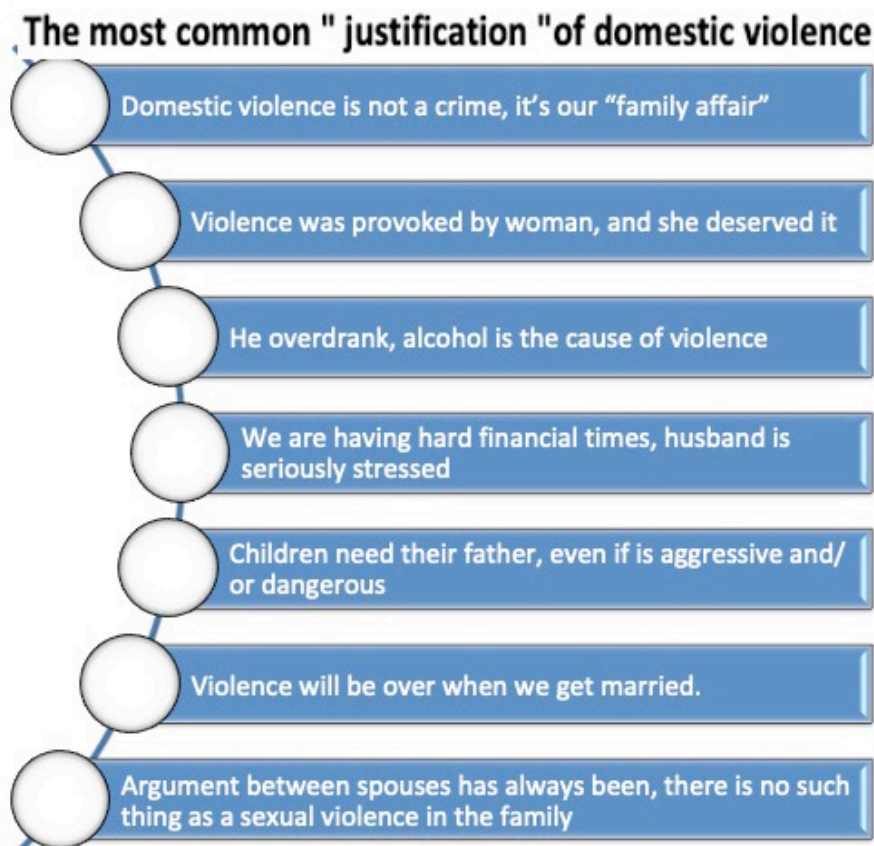 The most common " justification "of domestic violence
Domestic violence is not a crime, it’s our “family affair”
Violence was provoked by woman, and she deserved it
He overdrank, alcohol is the cause of violence
We are having hard financial times, husband is
seriously stressed
Children need their father, even if is aggressive and/
or dangerous
Violence will be over when we get married.
Argument between spouses has always been, there is no such
thing as a sexual violence in the family